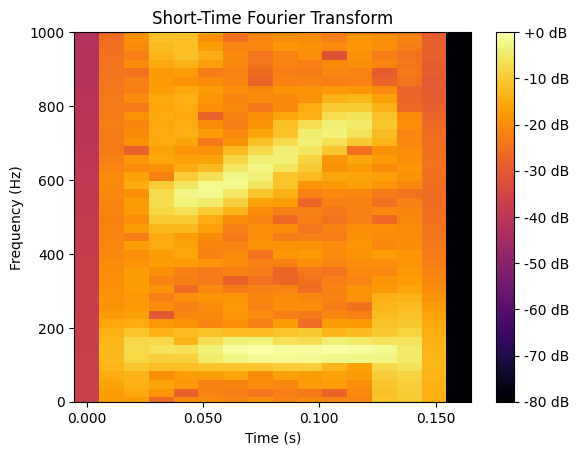 Short-Time Fourier Transform
1000
800
600
400
200
0
Frequency (Hz)
0.000
0.050
0.100
0.150
Time (s)
+0 dB
-10 dB
-20 dB
-30 dB
-40 dB
-50 dB
-60 dB
-70 dB
-80 dB